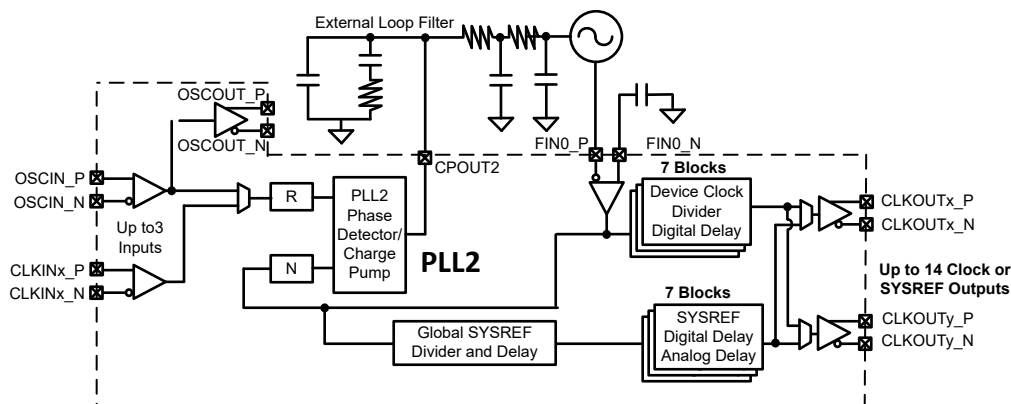 External Loop Filter
OSCOUT_P
OSCOUT_N
CPOUT2
FIN0_P
FIN0_N
OSCIN_P
OSCIN_N
Up to3
Inputs
CLKINx_P
CLKINx_N
R
N
PLL2
Phase
Detector/
Charge
Pump
PLL2
7 Blocks
Device Clock
Divider
Digital Delay
CLKOUTx_P
CLKOUTx_N
Up to 14 Clock or
SYSREF Outputs
Global SYSREF
Divider and Delay
7 Blocks
SYSREF
Digital Delay
Analog Delay
CLKOUTy_P
CLKOUTy_N